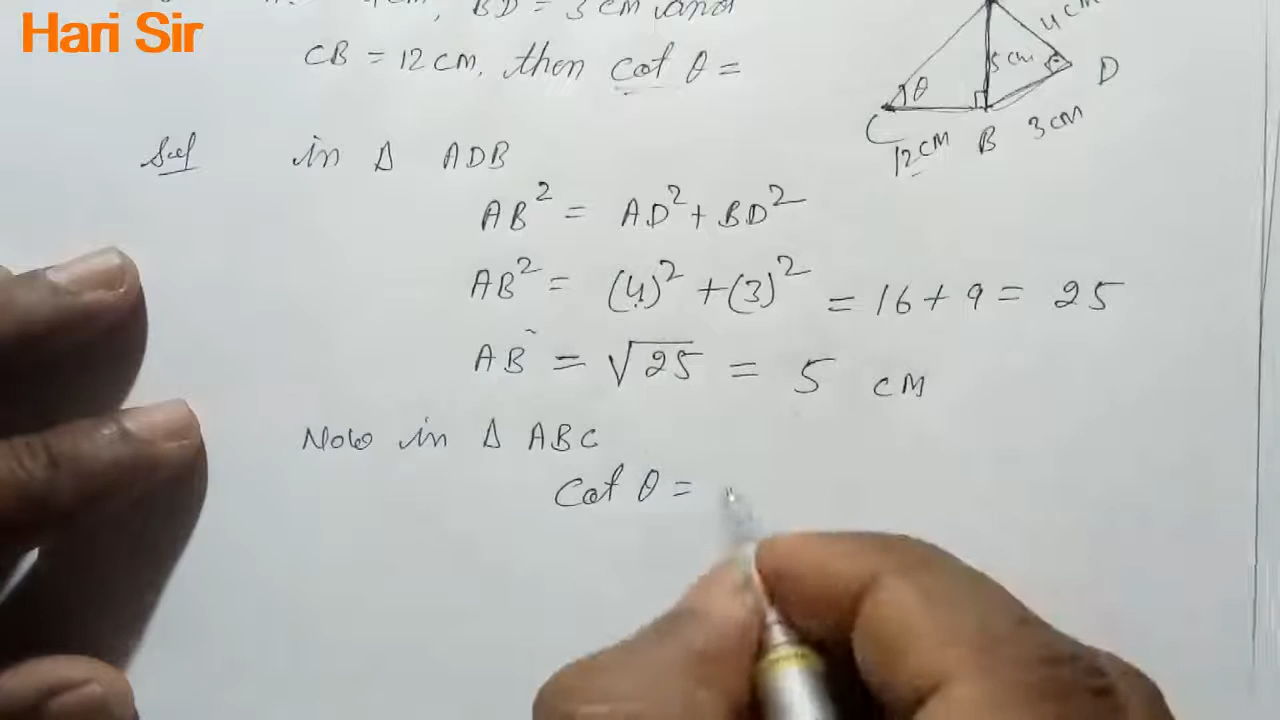 Hari Sir
4cm, BD = 3 CM and
CB = 12 CM, then Cot θ =
4 cm
5 cm
D
θ
C
12 cm
B
3 cm
Sol in Δ ADB
AB² = AD² + BD²
AB² = (4)² + (3)² = 16 + 9 = 25
AB = √25 = 5 cm
Now in Δ ABC
Cot θ =